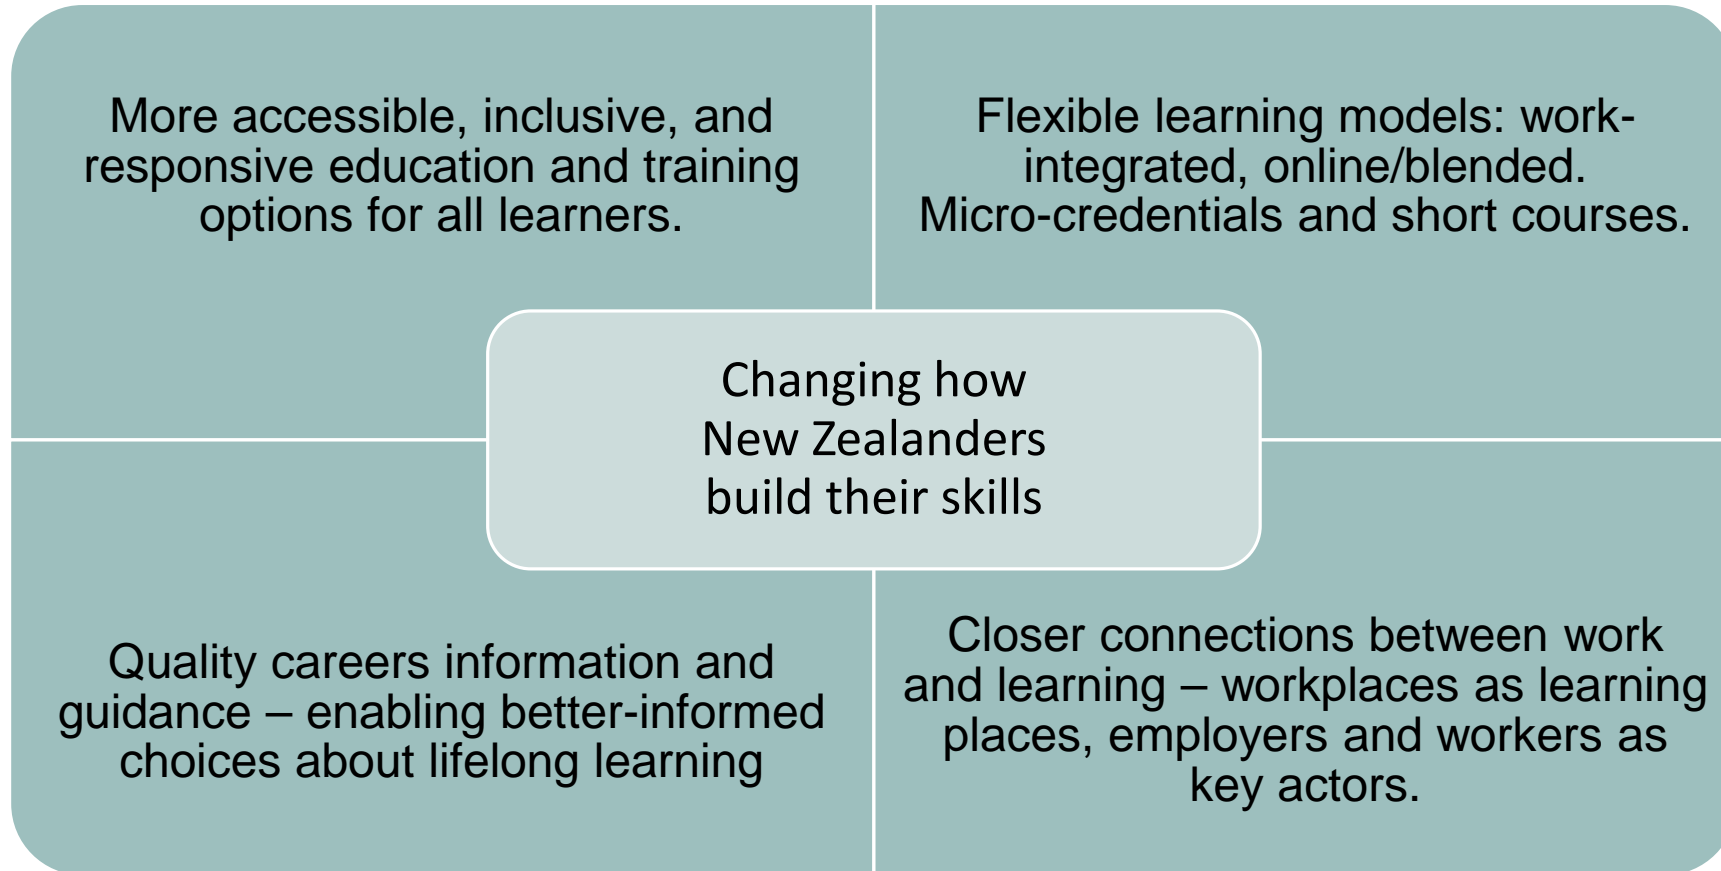 More accessible, inclusive, and
responsive education and training
options for all learners.
Flexible learning models: work-
integrated, online/blended.
Micro-credentials and short courses.
Changing how
New Zealanders
build their skills
Quality careers information and
guidance – enabling better-informed
choices about lifelong learning
Closer connections between work
and learning – workplaces as learning
places, employers and workers as
key actors.